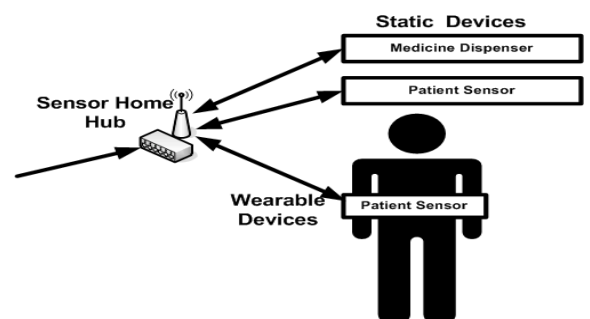 Static Devices
Medicine Dispenser
Patient Sensor
Sensor Home
Hub
Wearable
Devices
Patient Sensor